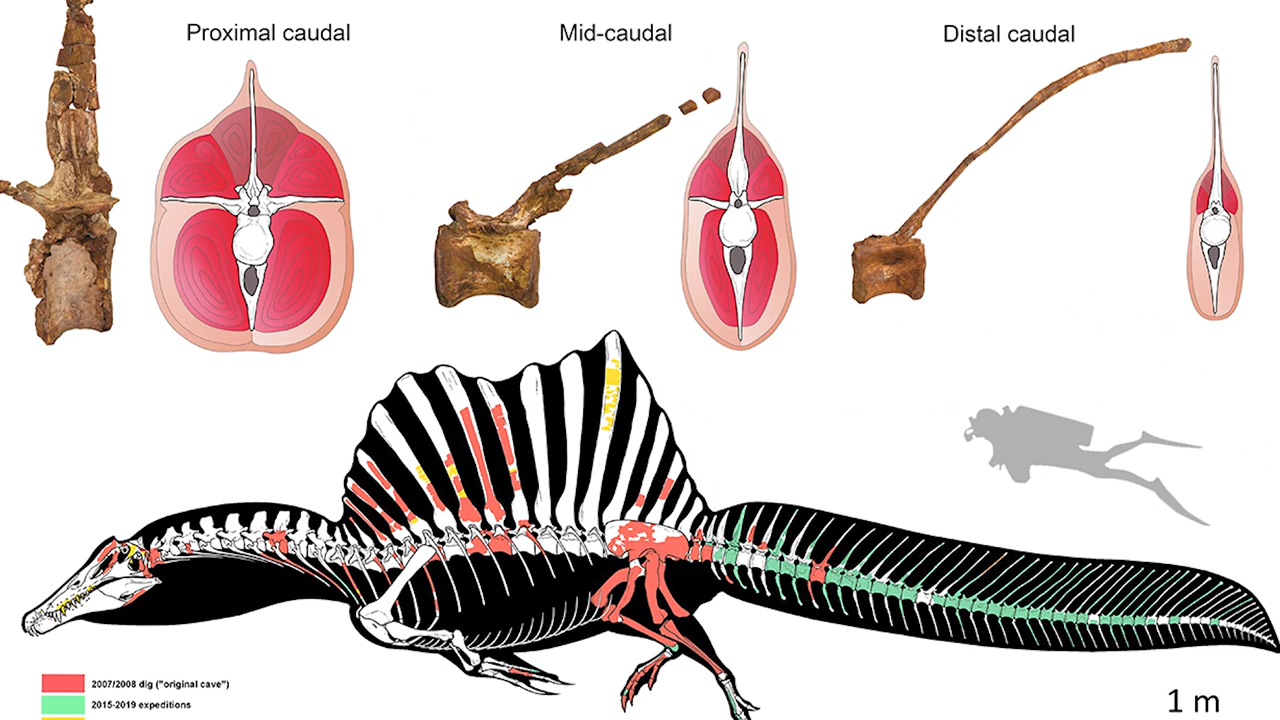 Proximal caudal
Mid-caudal
Distal caudal
2007/2008 dig ("original cave")
2015-2019 expeditions
1 m